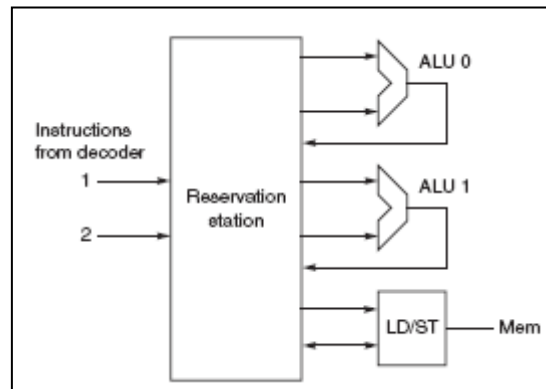 ALU 0
Instructions
from decoder
1
2
Reservation
station
ALU 1
LD/ST
Mem